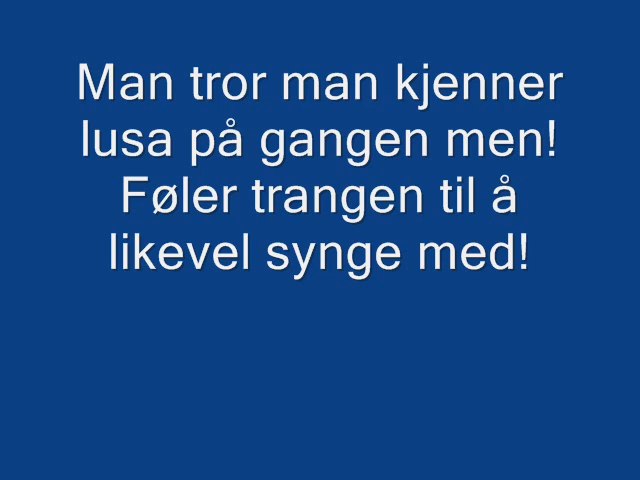 Man tror man kjenner
lusa på gangen men!
Føler trangen til å
likevel synge med!